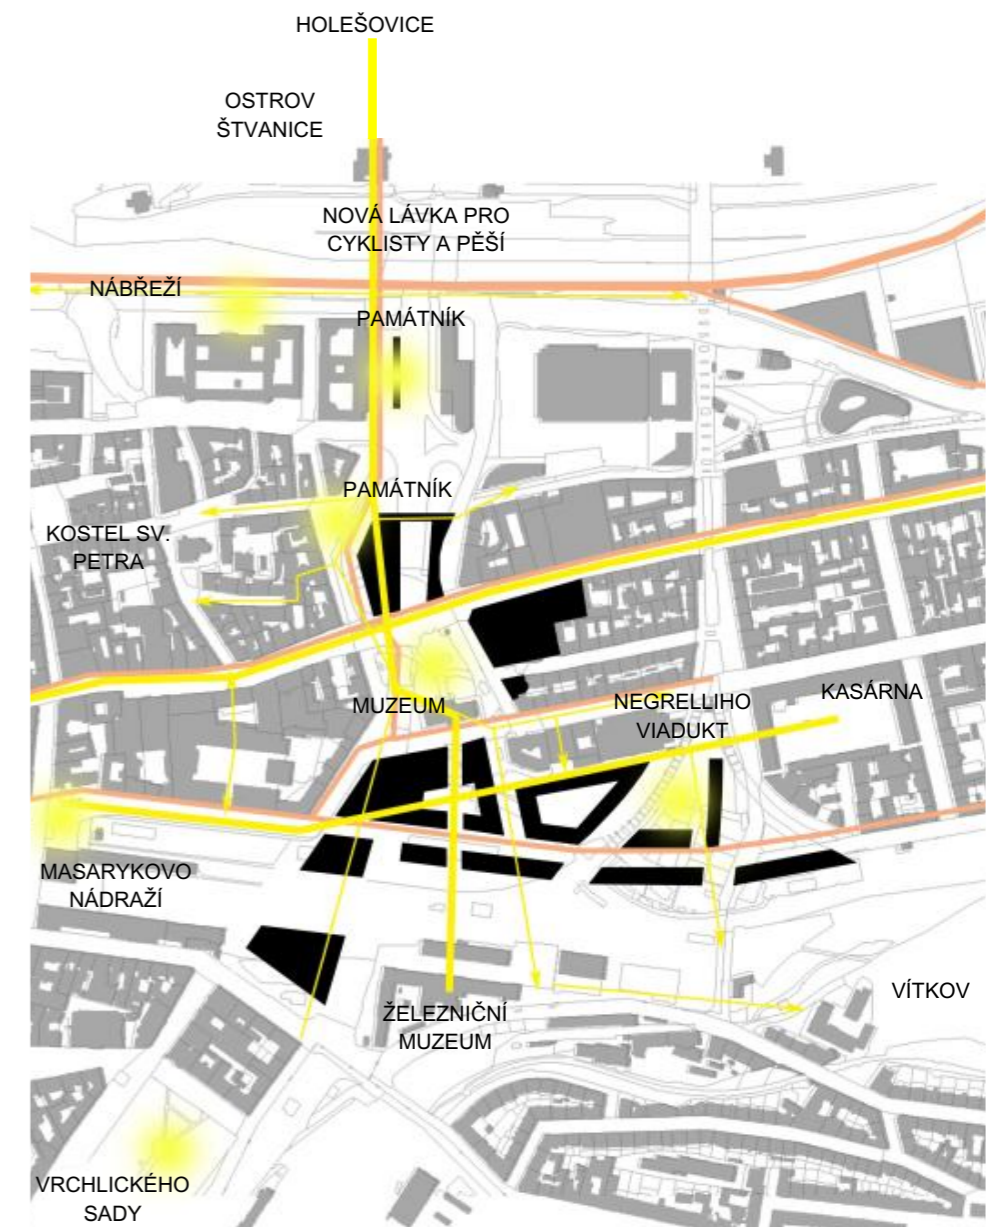 HOLEŠOVICE
OSTROV
ŠTVANICE
NOVÁ LÁVKA PRO
CYKLISTY A PĚŠÍ
NÁBŘEŽÍ
PAMÁTNÍK
PAMÁTNÍK
KOSTEL SV.
PETRA
MUZEUM
NEGRELLIHO
VIADUKT
KASÁRNA
MASARYKOVO
NÁDRAŽÍ
VÍTKOV
ŽELEZNIČNÍ
MUZEUM
VRCHLICKÉHO
SADY